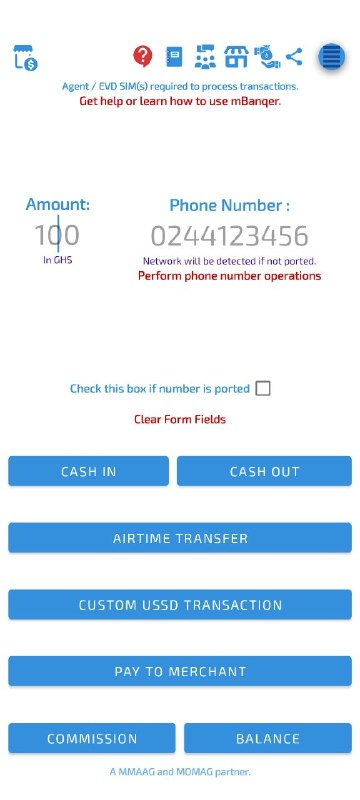 Agent / EVD SIM(s) required to process transactions.
Get help or learn how to use mBanqer.
Amount:
Phone Number :
100
0244123456
In GHS
Network will be detected if not ported.
Perform phone number operations
Check this box if number is ported
Clear Form Fields
CASH IN
CASH OUT
AIRTIME TRANSFER
CUSTOM USSD TRANSACTION
PAY TO MERCHANT
COMMISSION
BALANCE
A MMAAG and MOMAG partner.